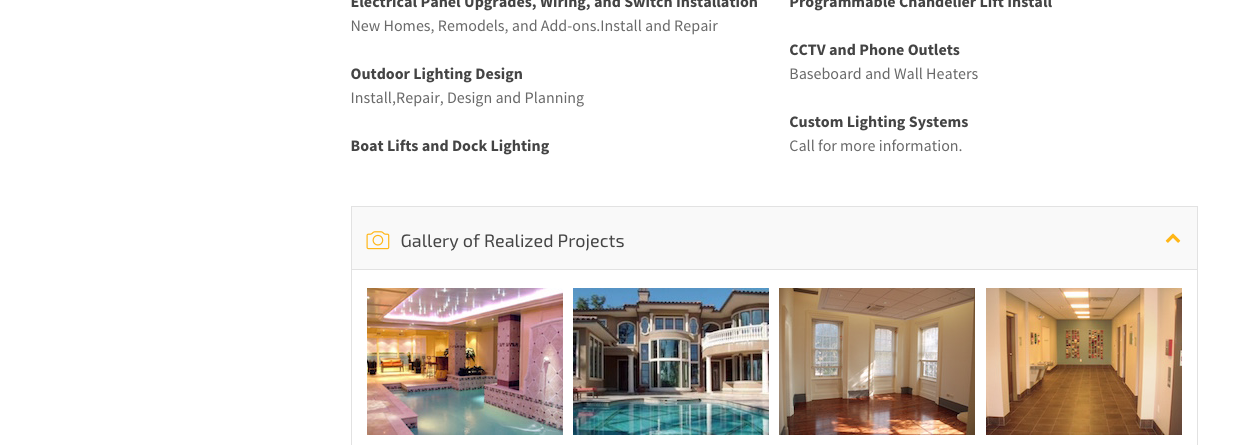 Electrical Panel Upgrades, Wiring, and Switch Installation
New Homes, Remodels, and Add-ons.Install and Repair
Outdoor Lighting Design
Install,Repair, Design and Planning
Boat Lifts and Dock Lighting
Programmable Chandelier Lift Install
CCTV and Phone Outlets
Baseboard and Wall Heaters
Custom Lighting Systems
Call for more information.
Gallery of Realized Projects